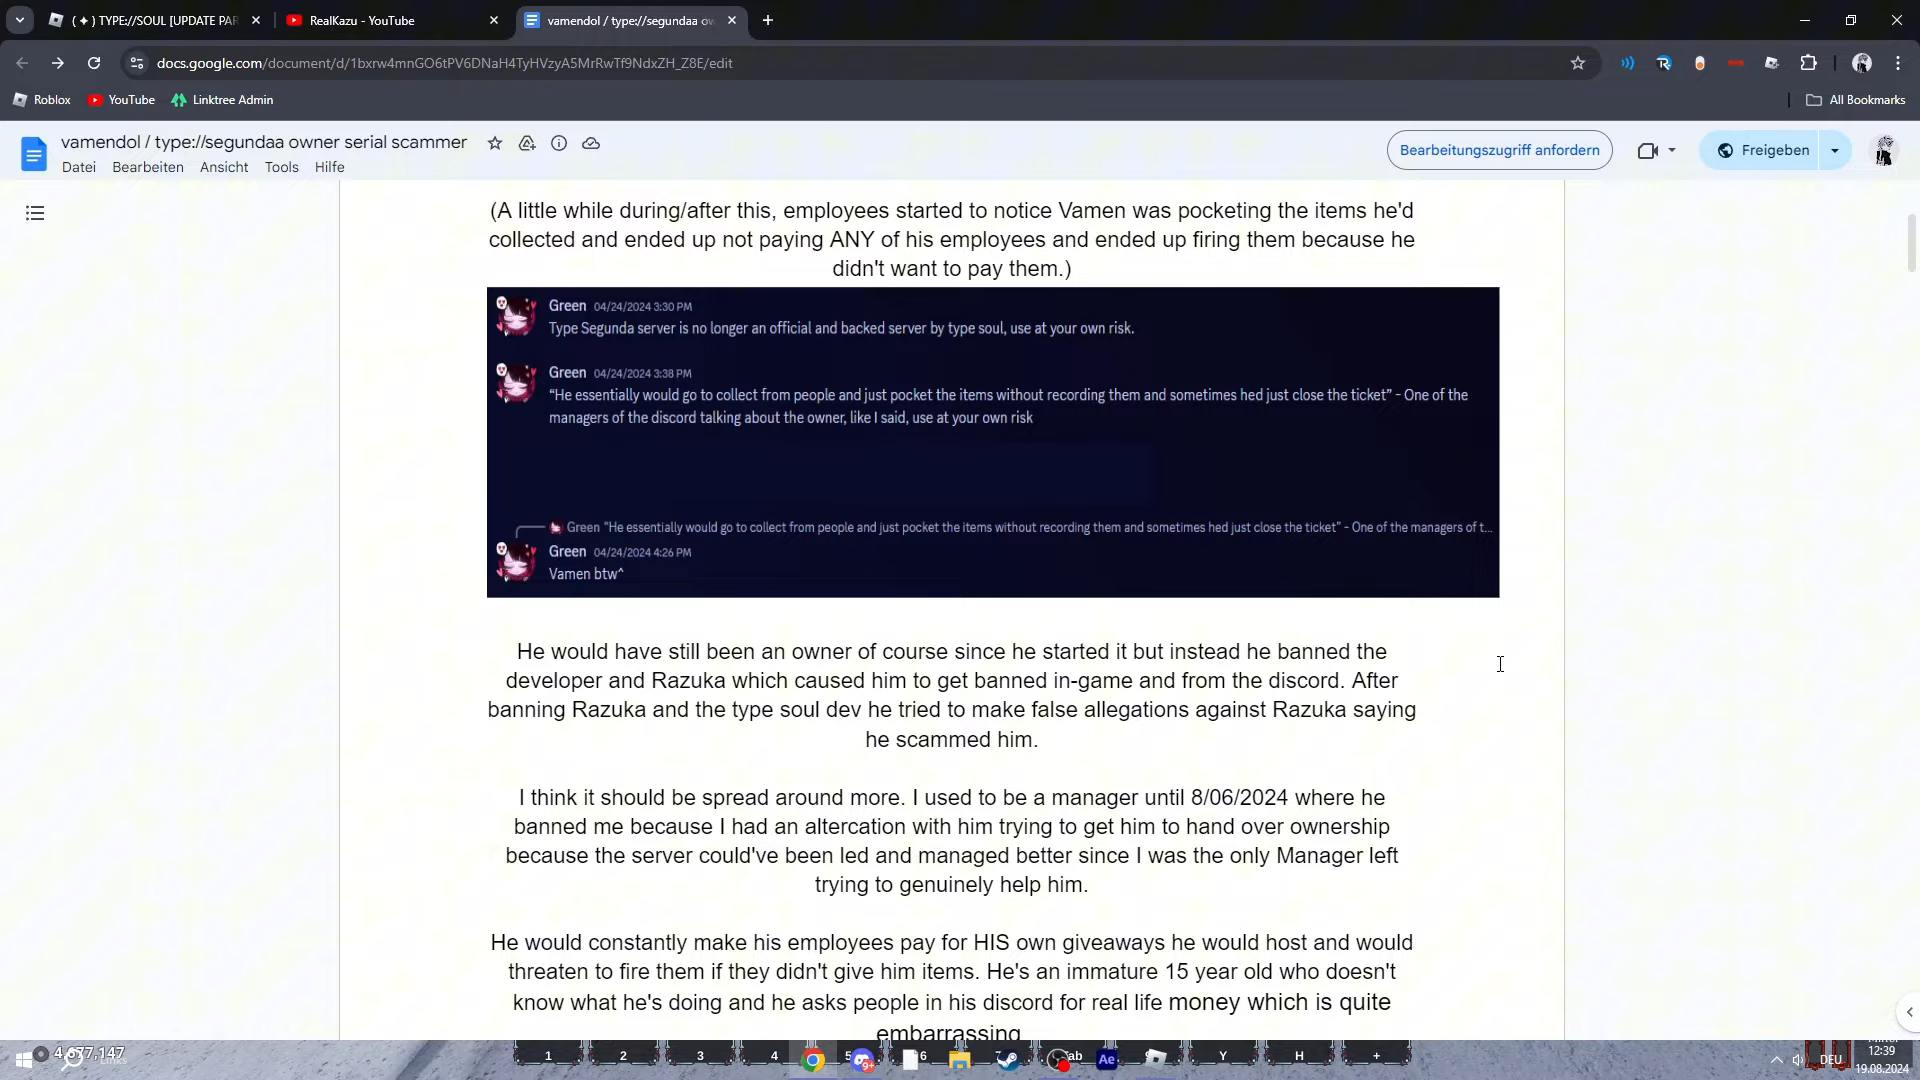 ( ✦ ) TYPE://SOUL [UPDATE PAR
RealKazu - YouTube
vamendol / type://segundaa ow
docs.google.com/document/d/1bxrw4mnGO6tPV6DNaH4TyHVzyA5MrRwTf9NdxZH_Z8E/edit
Roblox
YouTube
Linktree Admin
All Bookmarks
vamendol / type://segundaa owner serial scammer
Datei Bearbeiten Ansicht Tools Hilfe
Bearbeitungszugriff anfordern
Freigeben
(A little while during/after this, employees started to notice Vamen was pocketing the items he'd
collected and ended up not paying ANY of his employees and ended up firing them because he
didn't want to pay them.)
Green 04/24/2024 3:30 PM
Type Segunda server is no longer an official and backed server by type soul, use at your own risk.
Green 04/24/2024 3:38 PM
“He essentially would go to collect from people and just pocket the items without recording them and sometimes hed just close the ticket” - One of the
managers of the discord talking about the owner, like I said, use at your own risk
Green “He essentially would go to collect from people and just pocket the items without recording them and sometimes hed just close the ticket” - One of the managers of t...
Green 04/24/2024 4:26 PM
Vamen btw^
He would have still been an owner of course since he started it but instead he banned the
developer and Razuka which caused him to get banned in-game and from the discord. After
banning Razuka and the type soul dev he tried to make false allegations against Razuka saying
he scammed him.
I think it should be spread around more. I used to be a manager until 8/06/2024 where he
banned me because I had an altercation with him trying to get him to hand over ownership
because the server could've been led and managed better since I was the only Manager left
trying to genuinely help him.
He would constantly make his employees pay for HIS own giveaways he would host and would
threaten to fire them if they didn't give him items. He's an immature 15 year old who doesn't
know what he's doing and he asks people in his discord for real life money which is quite
embarrassing
Links
1 2 3 4 5 6 Tab Y H +
9+
Ae
DEU
12:39
19.08.2024